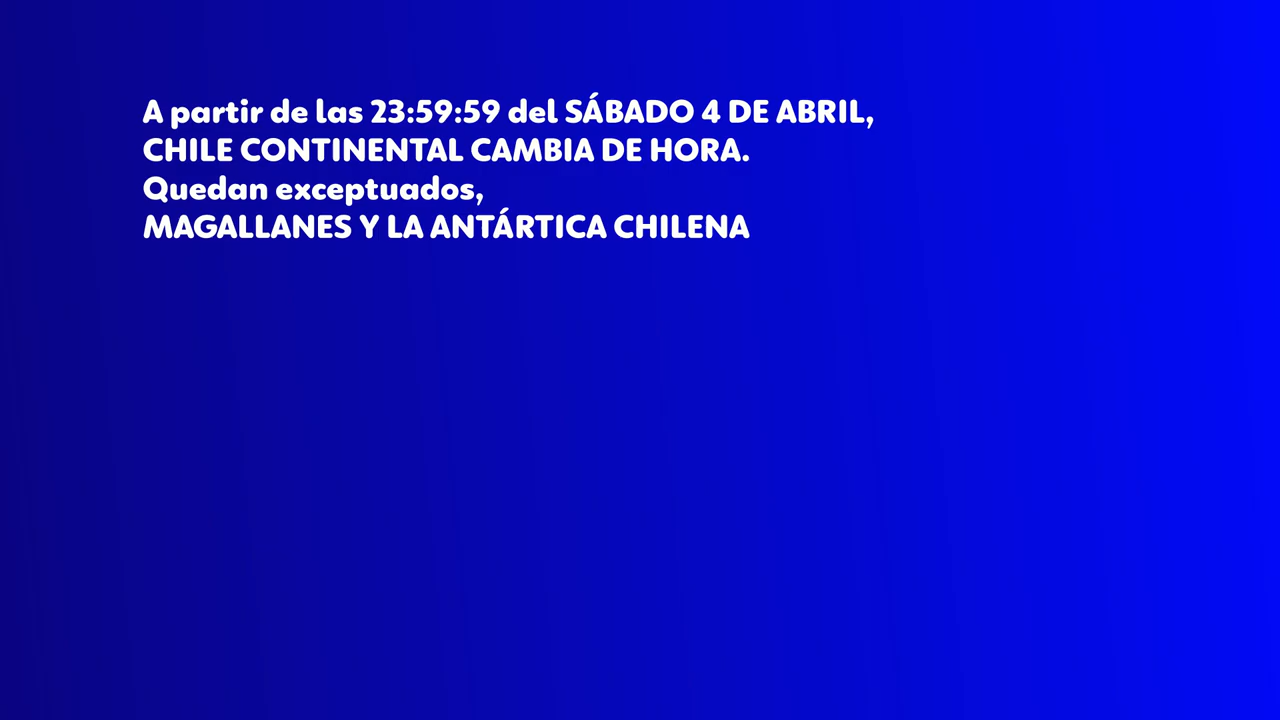 A partir de las 23:59:59 del SÁBADO 4 DE ABRIL,
CHILE CONTINENTAL CAMBIA DE HORA.
Quedan exceptuados,
MAGALLANES Y LA ANTÁRTICA CHILENA